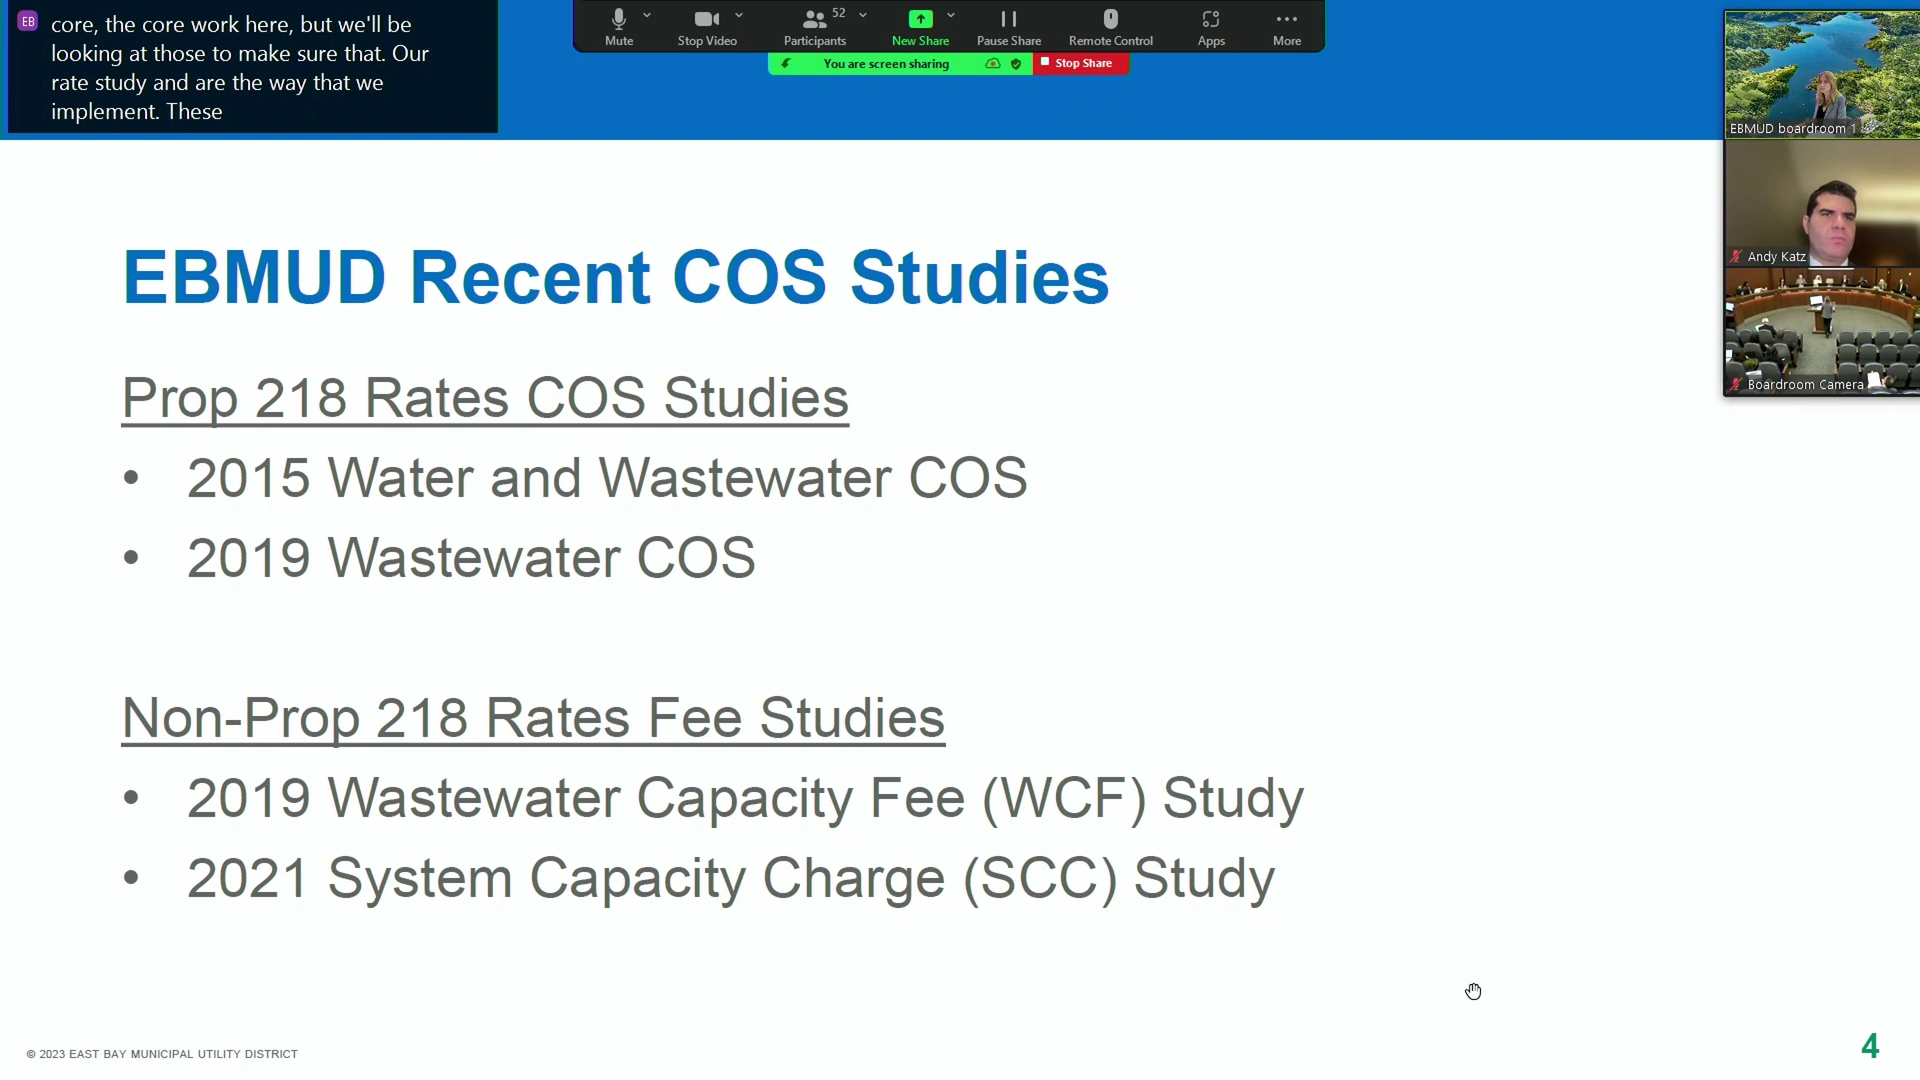 EB
core, the core work here, but we'll be
looking at those to make sure that. Our
rate study and are the way that we
implement. These
Mute
Stop Video
52
Participants
New Share
Pause Share
Remote Control
Apps
More
You are screen sharing
Stop Share
EBMUD boardroom 1
Andy Katz
Boardroom Camera
EBMUD Recent COS Studies
Prop 218 Rates COS Studies
• 2015 Water and Wastewater COS
• 2019 Wastewater COS
Non-Prop 218 Rates Fee Studies
• 2019 Wastewater Capacity Fee (WCF) Study
• 2021 System Capacity Charge (SCC) Study
© 2023 EAST BAY MUNICIPAL UTILITY DISTRICT
4